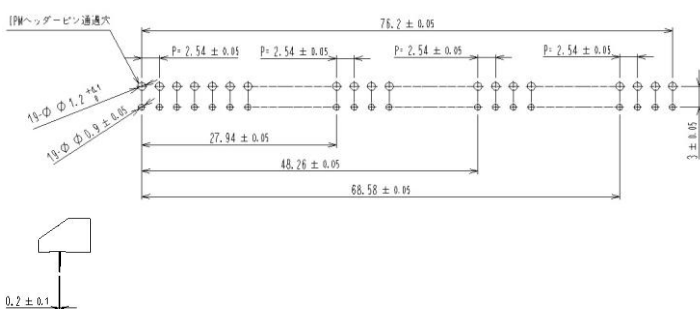 IPMヘッダーピン通過穴
76.2 ± 0.05
P= 2.54 ± 0.05
P= 2.54 ± 0.05
P= 2.54 ± 0.05
P= 2.54 ± 0.05
19-Ø Ø1.2 +0.1 0
19-Ø Ø0.9 ± 0.05
27.94 ± 0.05
48.26 ± 0.05
68.58 ± 0.05
3 ± 0.05
0.2 ± 0.1